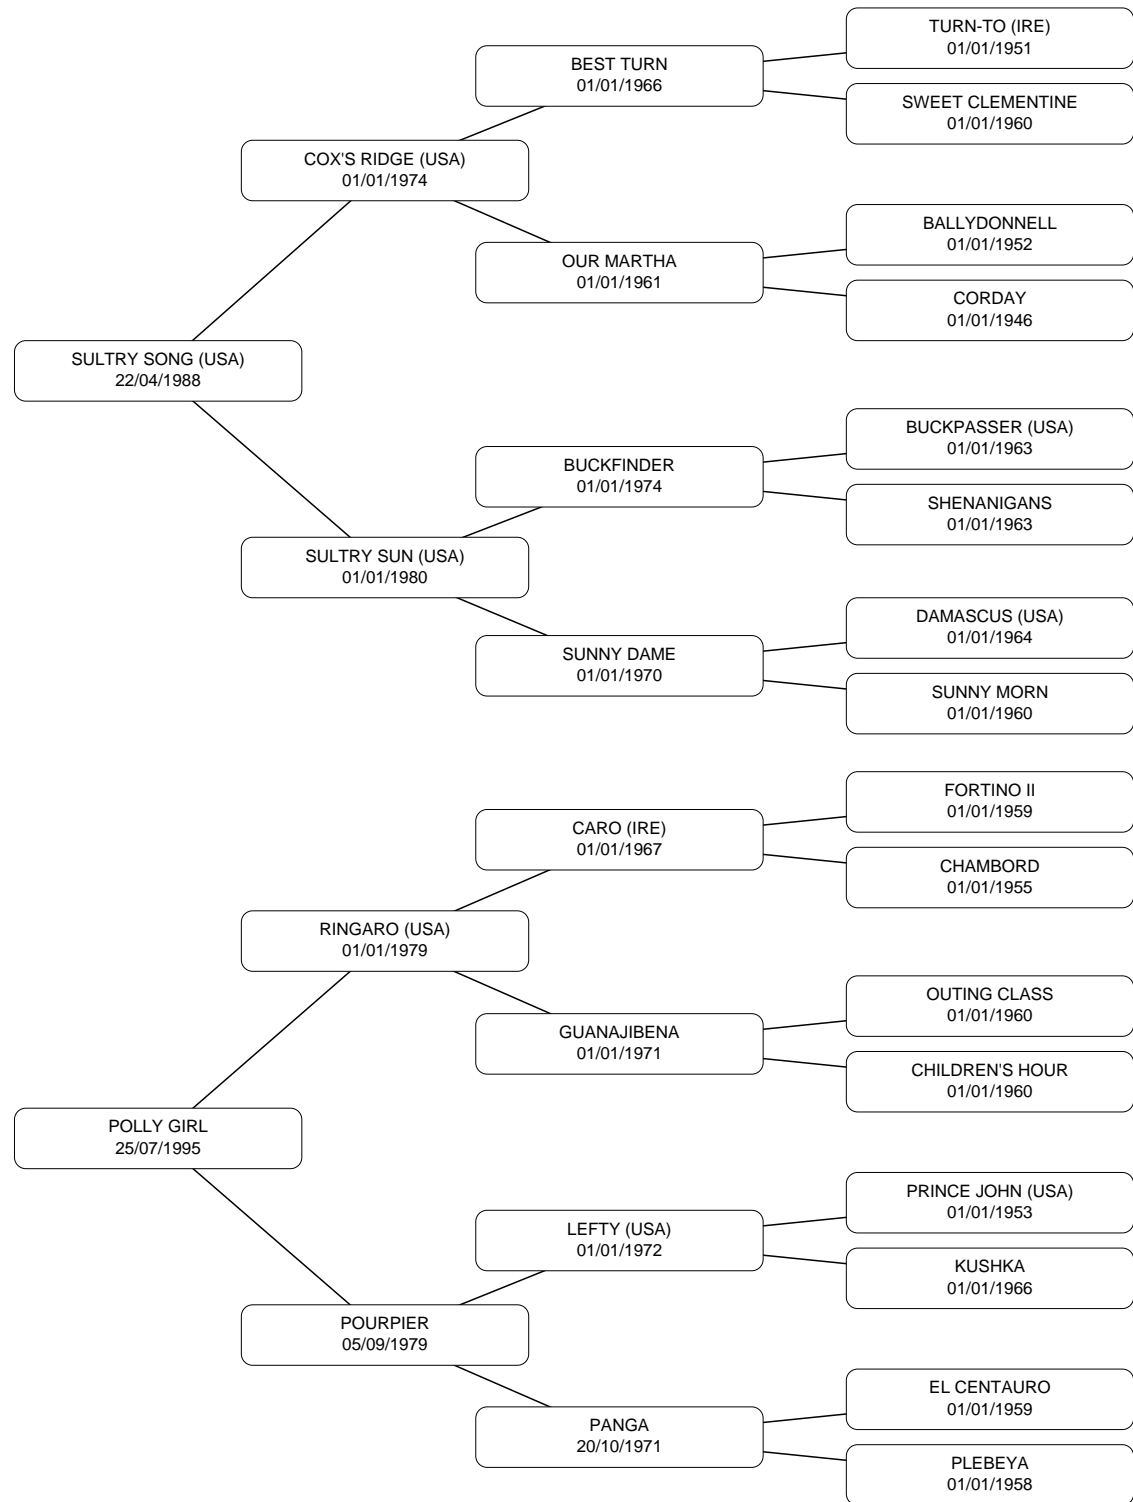 TURN-TO (IRE)
01/01/1951
BEST TURN
01/01/1966
SWEET CLEMENTINE
01/01/1960
COX'S RIDGE (USA)
01/01/1974
BALLYDONNELL
01/01/1952
OUR MARTHA
01/01/1961
CORDAY
01/01/1946
SULTRY SONG (USA)
22/04/1988
BUCKPASSER (USA)
01/01/1963
BUCKFINDER
01/01/1974
SHENANIGANS
01/01/1963
SULTRY SUN (USA)
01/01/1980
DAMASCUS (USA)
01/01/1964
SUNNY DAME
01/01/1970
SUNNY MORN
01/01/1960
FORTINO II
01/01/1959
CARO (IRE)
01/01/1967
CHAMBORD
01/01/1955
RINGARO (USA)
01/01/1979
OUTING CLASS
01/01/1960
GUANAJIBENA
01/01/1971
CHILDREN'S HOUR
01/01/1960
POLLY GIRL
25/07/1995
PRINCE JOHN (USA)
01/01/1953
LEFTY (USA)
01/01/1972
KUSHKA
01/01/1966
POURPIER
05/09/1979
EL CENTAURO
01/01/1959
PANGA
20/10/1971
PLEBEYA
01/01/1958